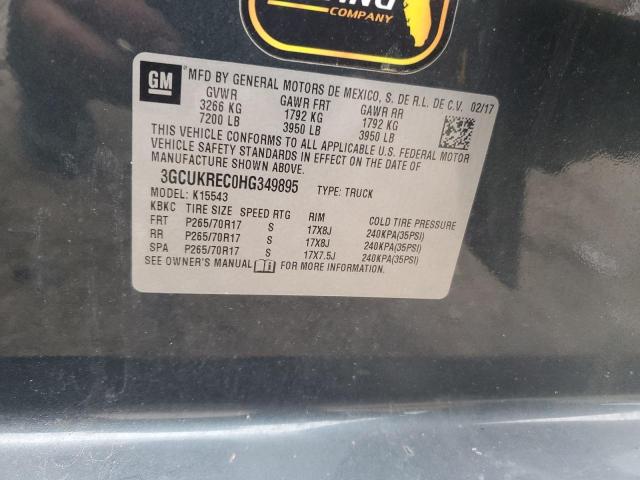 COMPANY
GM
MFD BY GENERAL MOTORS DE MEXICO, S. DE R.L. DE C.V. 02/17
GVWR GAWR FRT GAWR RR
3266 KG 1792 KG 1792 KG
7200 LB 3950 LB 3950 LB
THIS VEHICLE CONFORMS TO ALL APPLICABLE U.S. FEDERAL MOTOR
VEHICLE SAFETY STANDARDS IN EFFECT ON THE DATE OF
MANUFACTURE SHOWN ABOVE.
3GCUKREC0HG349895 TYPE: TRUCK
MODEL: K15543
KBKC TIRE SIZE SPEED RTG RIM COLD TIRE PRESSURE
FRT P265/70R17 S 17X8J 240KPA(35PSI)
RR P265/70R17 S 17X8J 240KPA(35PSI)
SPA P265/70R17 S 17X7.5J 240KPA(35PSI)
SEE OWNER'S MANUAL FOR MORE INFORMATION.